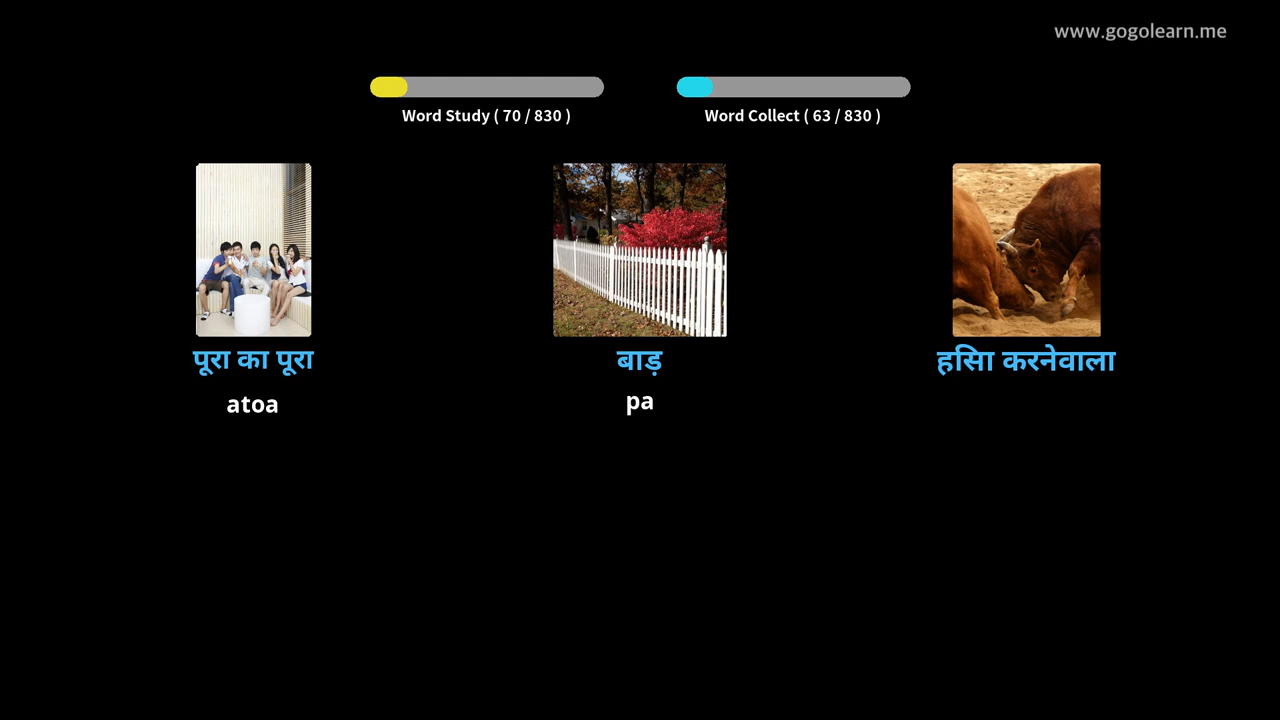 www.gogolearn.me
Word Study ( 70 / 830 )
Word Collect ( 63 / 830 )
पूरा का पूरा
बाड़
हसिा करनेवाला
atoa
pa